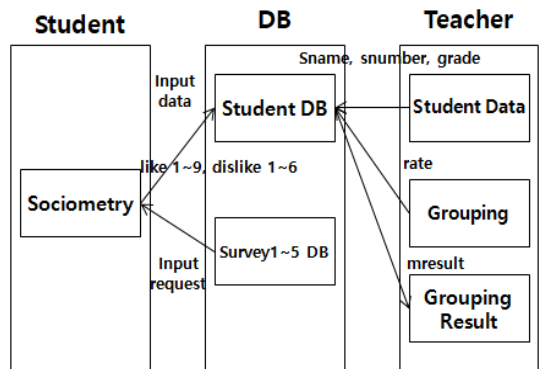 Student
DB
Teacher
Sname, snumber, grade
Input
data
Student DB
Student Data
like 1~9, dislike 1~6
rate
Sociometry
Grouping
Survey1~5 DB
Input
request
mresult
Grouping
Result